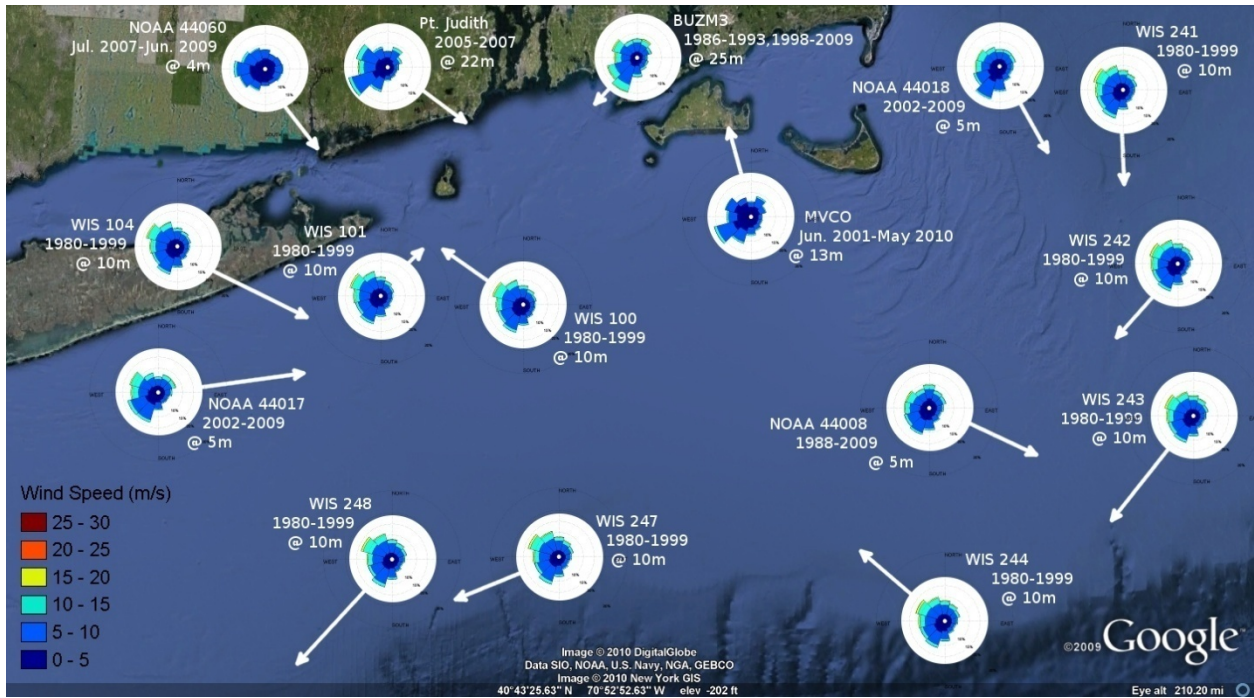 NOAA 44060
Jul. 2007-Jun. 2009
@ 4m
Pt. Judith
2005-2007
@ 22m
BUZM3
1986-1993,1998-2009
@ 25m
NOAA 44018
2002-2009
@ 5m
WIS 241
1980-1999
@ 10m
WIS 104
1980-1999
@ 10m
WIS 101
1980-1999
@ 10m
WIS 100
1980-1999
@ 10m
MVCO
Jun. 2001-May 2010
@ 13m
WIS 242
1980-1999
@ 10m
NOAA 44017
2002-2009
@ 5m
NOAA 44008
1988-2009
@ 5m
WIS 243
1980-1999
@ 10m
WIS 248
1980-1999
@ 10m
WIS 247
1980-1999
@ 10m
WIS 244
1980-1999
@ 10m
Wind Speed (m/s)
25 - 30
20 - 25
15 - 20
10 - 15
5 - 10
0 - 5
Image © 2010 DigitalGlobe
Data SIO, NOAA, U.S. Navy, NGA, GEBCO
Image © 2010 New York GIS
40°43'25.63" N 70°52'52.63" W elev -202 ft
©2009 Google™
Eye alt 210.20 mi